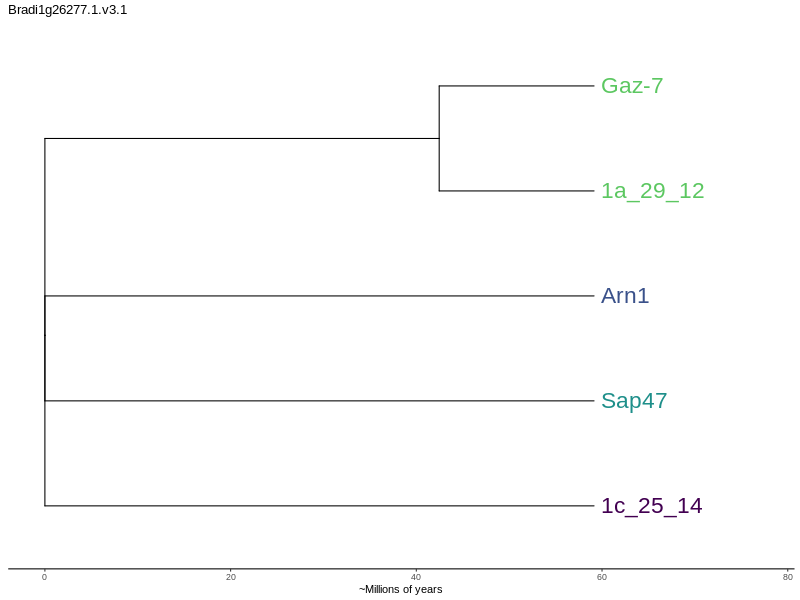 Bradi1g26277.1.v3.1
Gaz-7
1a_29_12
Arn1
Sap47
1c_25_14
0 20 40 60 80
~Millions of years